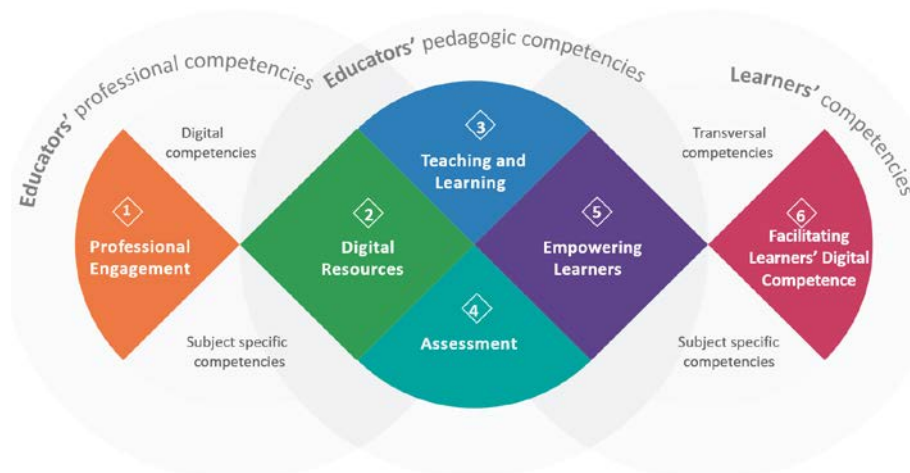 Educators' professional competencies
Educators' pedagogic competencies
Learners' competencies
Digital
competencies
Transversal
competencies
1
Professional
Engagement
2
Digital
Resources
3
Teaching and
Learning
4
Assessment
5
Empowering
Learners
6
Facilitating
Learners' Digital
Competence
Subject specific
competencies
Subject specific
competencies